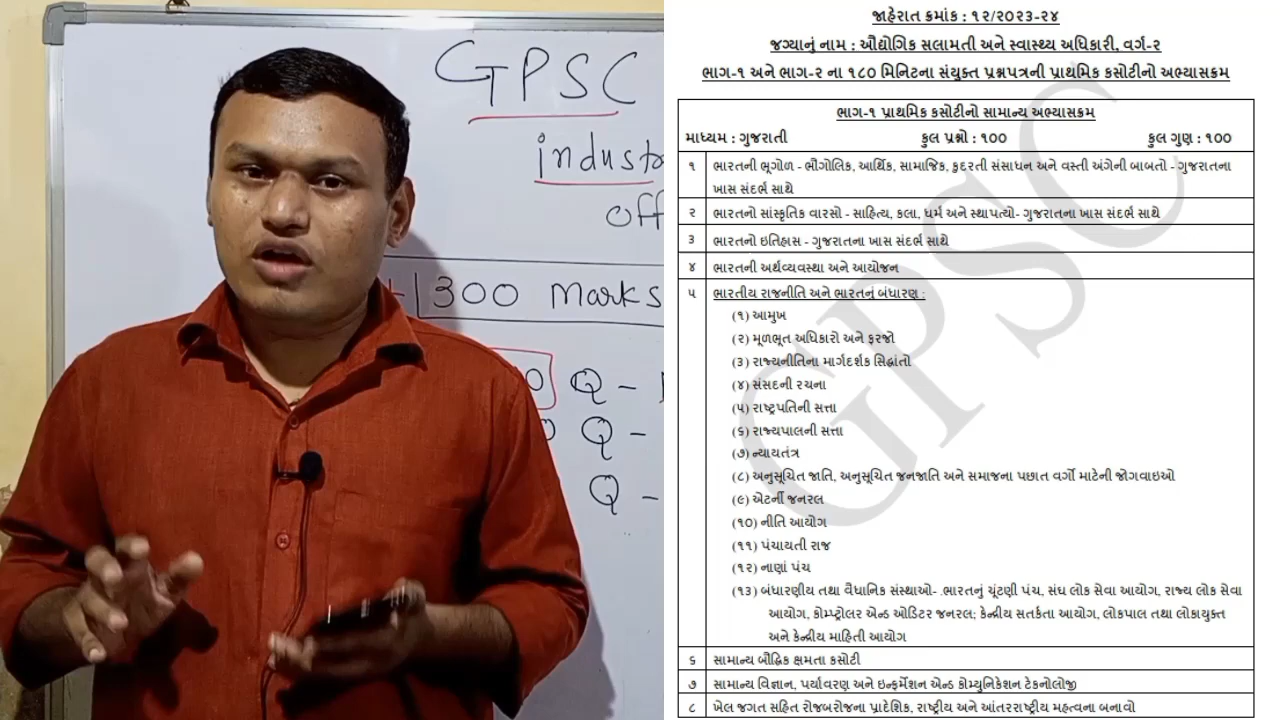 GPSC
indust
off
300 Marks
0 Q -
Q -
Q -
જાહેરાત ક્રમાંક : ૧૨/૨૦૨૩-૨૪
જગ્યાનું નામ : ઔદ્યોગિક સલામતી અને સ્વાસ્થ્ય અધિકારી, વર્ગ-૨
ભાગ-૧ અને ભાગ-૨ ના ૧૮૦ મિનિટના સંયુક્ત પ્રશ્નપત્રની પ્રાથમિક કસોટીનો અભ્યાસક્રમ
ભાગ-૧ પ્રાથમિક કસોટીનો સામાન્ય અભ્યાસક્રમ
માધ્યમ : ગુજરાતી કુલ પ્રશ્નો : ૧૦૦ કુલ ગુણ : ૧૦૦
૧ ભારતની ભૂગોળ - ભૌગોલિક, આર્થિક, સામાજિક, કુદરતી સંસાધન અને વસ્તી અંગેની બાબતો - ગુજરાતના
ખાસ સંદર્ભ સાથે
૨ ભારતનો સાંસ્કૃતિક વારસો - સાહિત્ય, કલા, ધર્મ અને સ્થાપત્યો- ગુજરાતના ખાસ સંદર્ભ સાથે
૩ ભારતનો ઇતિહાસ - ગુજરાતના ખાસ સંદર્ભ સાથે
૪ ભારતની અર્થવ્યવસ્થા અને આયોજન
૫ ભારતીય રાજનીતિ અને ભારતનું બંધારણ :
(૧) આમુખ
(૨) મૂળભૂત અધિકારો અને ફરજો
(૩) રાજ્યનીતિના માર્ગદર્શક સિદ્ધાંતો
(૪) સંસદની રચના
(૫) રાષ્ટ્રપતિની સત્તા
(૬) રાજ્યપાલની સત્તા
(૭) ન્યાયતંત્ર
(૮) અનુસૂચિત જાતિ, અનુસૂચિત જનજાતિ અને સમાજના પછાત વર્ગો માટેની જોગવાઇઓ
(૯) એટર્ની જનરલ
(૧૦) નીતિ આયોગ
(૧૧) પંચાયતી રાજ
(૧૨) નાણાં પંચ
(૧૩) બંધારણીય તથા વૈધાનિક સંસ્થાઓ- .ભારતનું ચૂંટણી પંચ, સંઘ લોક સેવા આયોગ, રાજ્ય લોક સેવા
આયોગ, કોમ્પ્ટ્રોલર એન્ડ ઓડિટર જનરલ; કેન્દ્રીય સતર્કતા આયોગ, લોકપાલ તથા લોકાયુક્ત
અને કેન્દ્રીય માહિતી આયોગ
૬ સામાન્ય બૌદ્ધિક ક્ષમતા કસોટી
૭ સામાન્ય વિજ્ઞાન, પર્યાવરણ અને ઇન્ફર્મેશન એન્ડ કોમ્યુનિકેશન ટેકનોલોજી
૮ ખેલ જગત સહિત રોજબરોજના પ્રાદેશિક, રાષ્ટ્રીય અને આંતરરાષ્ટ્રીય મહત્વના બનાવો
GPSC